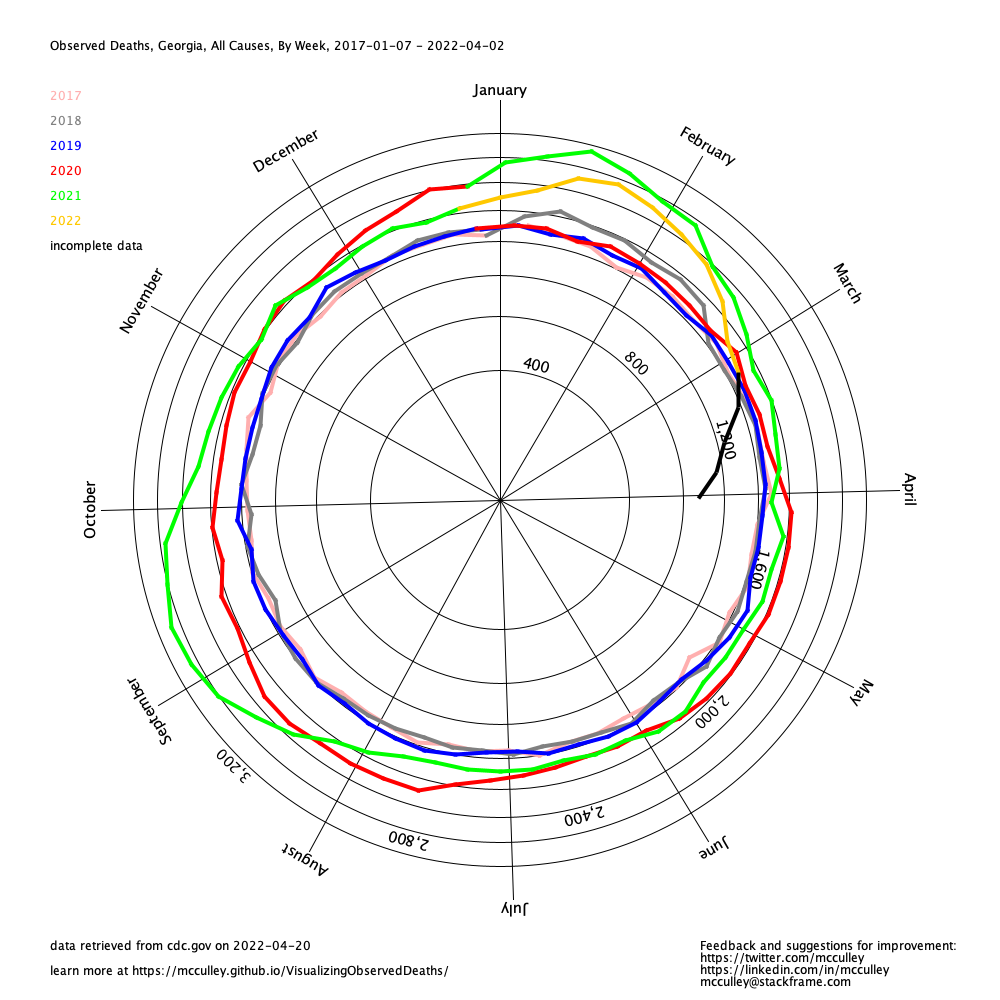 Observed Deaths, Georgia, All Causes, By Week, 2017-01-07 - 2022-04-02
January
2017
2018
2019
2020
2021
2022
incomplete data
December
February
November
March
400
800
1,200
October
April
1,600
September
May
2,000
3,200
2,400
2,800
August
June
July
data retrieved from cdc.gov on 2022-04-20
learn more at https://mcculley.github.io/VisualizingObservedDeaths/
Feedback and suggestions for improvement:
https://twitter.com/mcculley
https://linkedin.com/in/mcculley
mcculley@stackframe.com